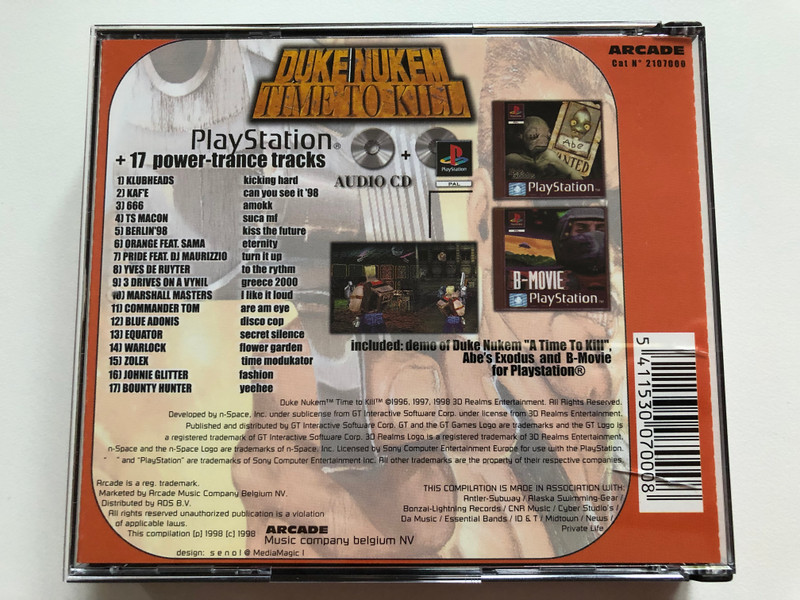 ARCADE
Cat N° 2107000
DUKE NUKEM
TIME TO KILL
PlayStation®
+ 17 power-trance tracks
AUDIO CD
+
PlayStation
PAL
Abe
WANTED
PlayStation
B-MOVIE
PlayStation
1) KLUBHEADS kicking hard
2) KAF'E can you see it '98
3) 666 amokk
4) TS MACON suca mf
5) BERLIN'98 kiss the future
6) ORANGE FEAT. SAMA eternity
7) PRIDE FEAT. DJ MAURIZZIO turn it up
8) YVES DE RUYTER to the rythm
9) 3 DRIVES ON A VYNIL greece 2000
10) MARSHALL MASTERS I like it loud
11) COMMANDER TOM are am eye
12) BLUE ADONIS disco cop
13) EQUATOR secret silence
14) WARLOCK flower garden
15) ZOLEX time modukator
16) JOHNIE GLITTER fashion
17) BOUNTY HUNTER yeehee
included: demo of Duke Nukem "A Time To Kill",
Abe's Exodus and B-Movie
for Playstation®
Duke Nukem™ Time to Kill™ ©1996, 1997, 1998 3D Realms Entertainment. All Rights Reserved.
Developed by n-Space, Inc. under sublicense from GT Interactive Software Corp. under license from 3D Realms Entertainment.
Published and distributed by GT Interactive Software Corp. GT and the GT Games Logo are trademarks and the GT Logo is
a registered trademark of GT Interactive Software Corp. 3D Realms Logo is a registered trademark of 3D Realms Entertainment.
n-Space and the n-Space Logo are trademarks of n-Space, Inc. Licensed by Sony Computer Entertainment Europe for use with the PlayStation.
" " and "PlayStation" are trademarks of Sony Computer Entertainment Inc. All other trademarks are the property of their respective companies.
Arcade is a reg. trademark.
Marketed by Arcade Music Company Belgium NV.
Distributed by ADS B.V.
All rights reserved unauthorized publication is a violation
of applicable laws.
This compilation [p] 1998 [c] 1998
ARCADE
Music company belgium NV
design: s e n o l @ MediaMagic I
THIS COMPILATION IS MADE IN ASSOCIATION WITH:
Antler-Subway / Alaska Swimming-Gear /
Bonzai-Lightning Records / CNR Music / Cyber Studio's /
Da Music / Essential Bands / ID & T / Midtown / News /
Private Life
5 411530 070008